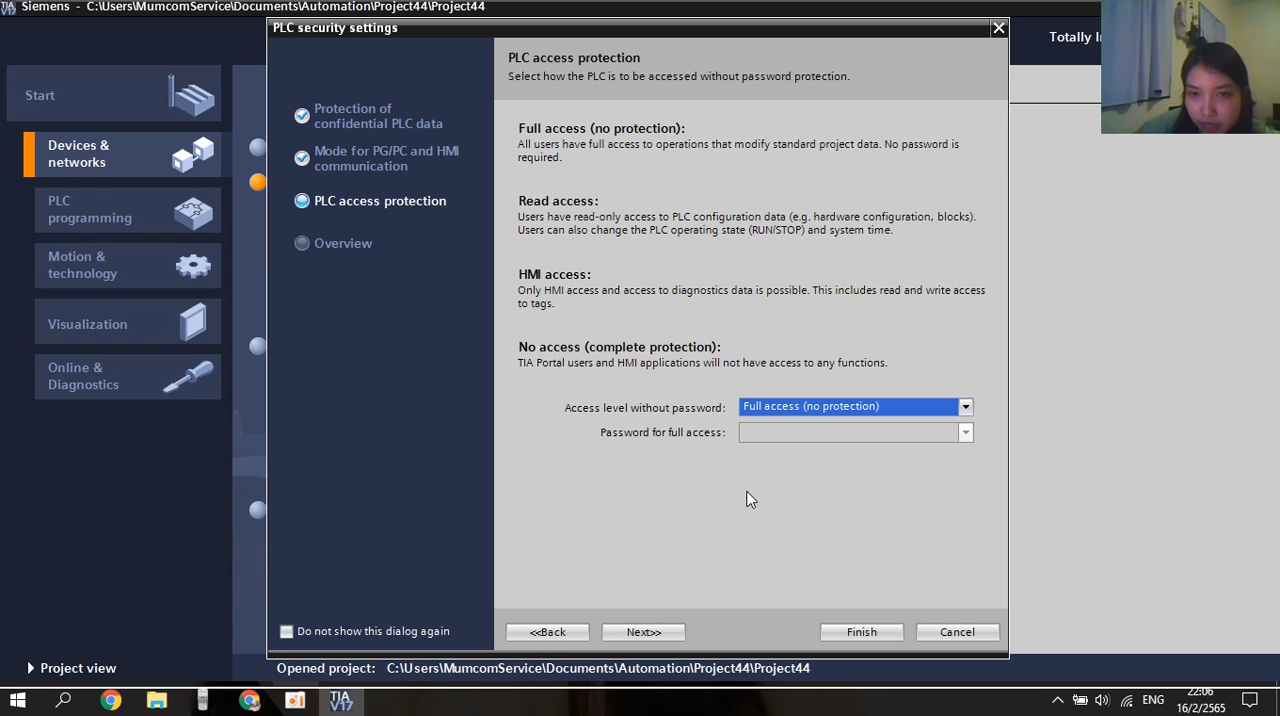 Siemens - C:\Users\MumcomService\Documents\Automation\Project44\Project44
PLC security settings
Totally In
Start
Devices &
networks
PLC
programming
Motion &
technology
Visualization
Online &
Diagnostics
Protection of
confidential PLC data
Mode for PG/PC and HMI
communication
PLC access protection
Overview
PLC access protection
Select how the PLC is to be accessed without password protection.
Full access (no protection):
All users have full access to operations that modify standard project data. No password is
required.
Read access:
Users have read-only access to PLC configuration data (e.g. hardware configuration, blocks).
Users can also change the PLC operating state (RUN/STOP) and system time.
HMI access:
Only HMI access and access to diagnostics data is possible. This includes read and write access
to tags.
No access (complete protection):
TIA Portal users and HMI applications will not have access to any functions.
Access level without password: Full access (no protection)
Password for full access:
Do not show this dialog again
<<Back
Next>>
Finish
Cancel
Project view
Opened project: C:\Users\MumcomService\Documents\Automation\Project44\Project44
TIA
V17
ENG
22:06
16/2/2565